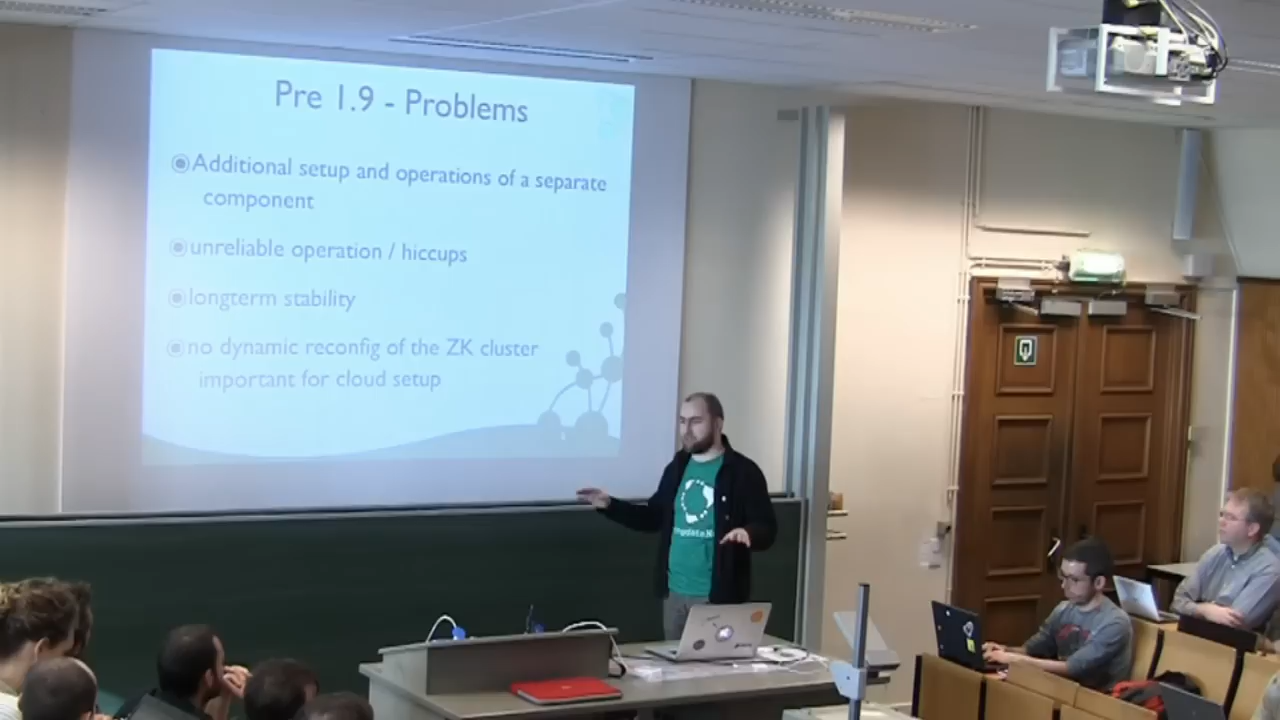 Pre 1.9 - Problems
Additional setup and operations of a separate
component
unreliable operation / hiccups
longterm stability
no dynamic reconfig of the ZK cluster
important for cloud setup